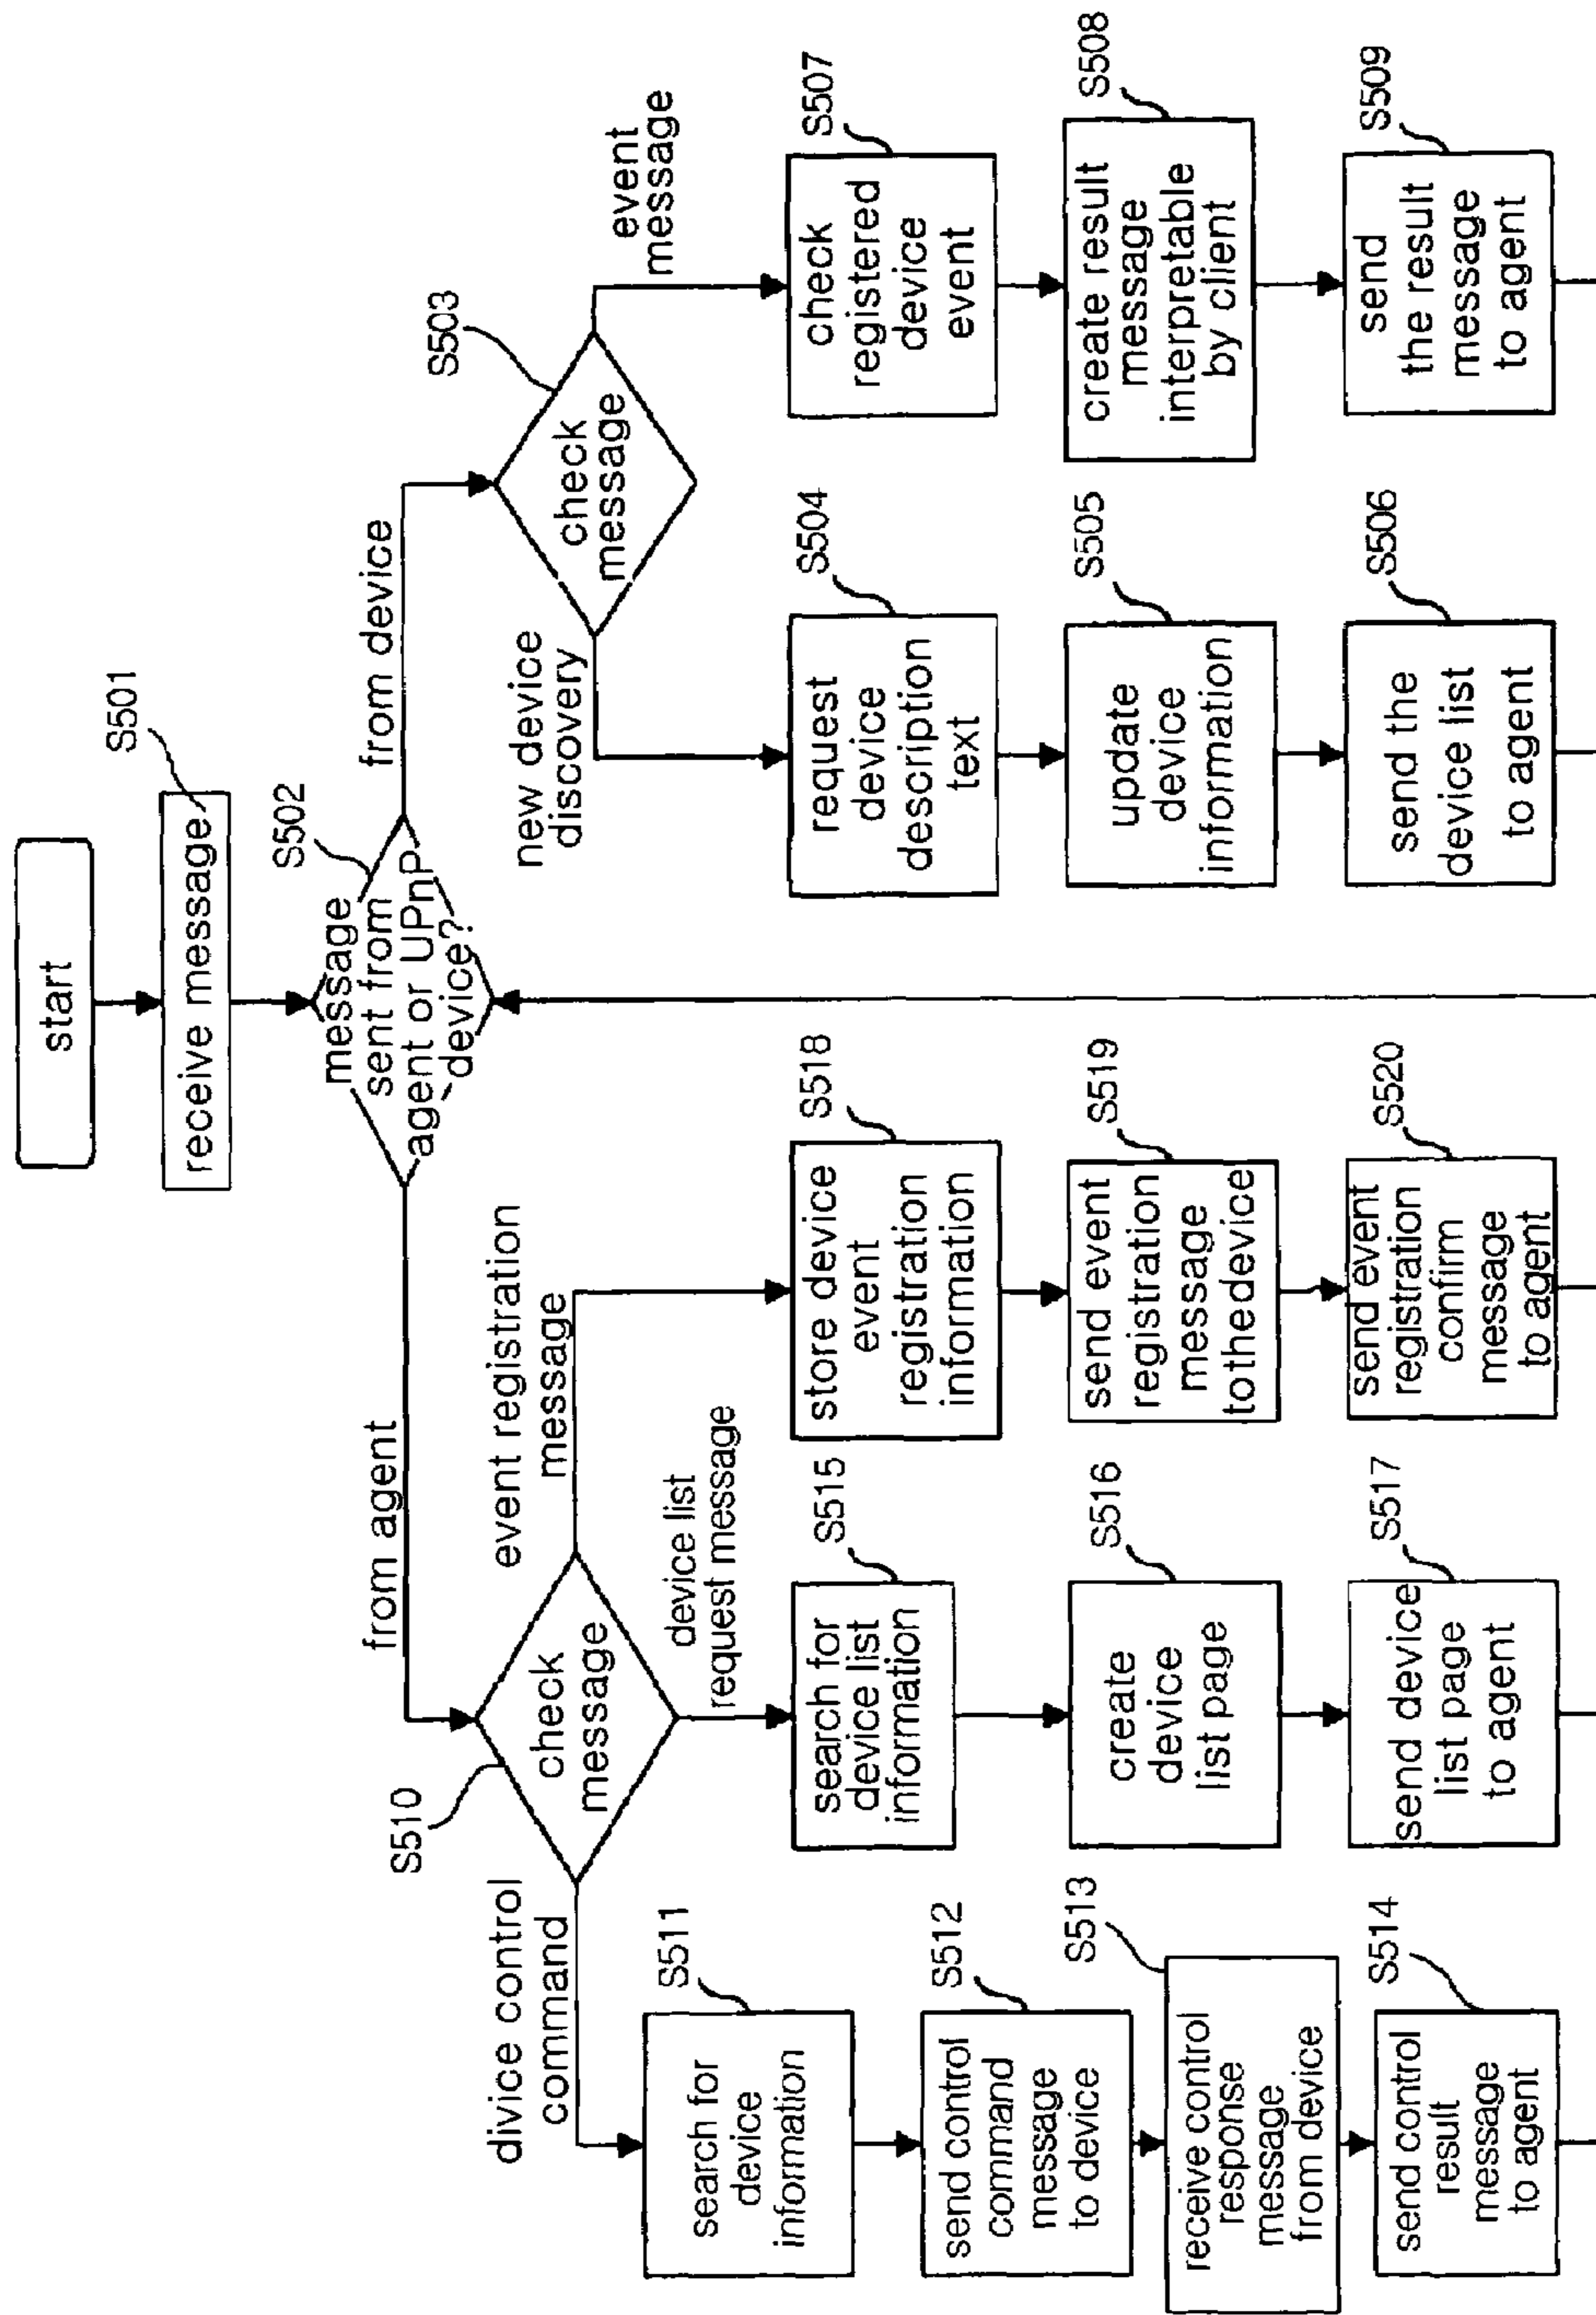 start
S501
receive message
S502
message
sent from
agent or UPnP
device?
from agent
from device
S510
check
message
S503
check
message
divice control
command
device list
request message
event registration
message
new device
discovery
event
message
S511
search for
device
information
S512
send control
command
message
to device
S513
receive control
response
message
from device
S514
send control
result
message
to agent
S515
search for
device list
information
S516
create
device
list page
S517
send device
list page
to agent
S518
store device
event
registration
information
S519
send event
registration
message
tothedevice
S520
send event
registration
confirm
message
to agent
S504
request
device
description
text
S505
update
device
information
S506
send the
device list
to agent
S507
check
registered
device
event
S508
create result
message
interpretable
by client
S509
send
the result
message
to agent